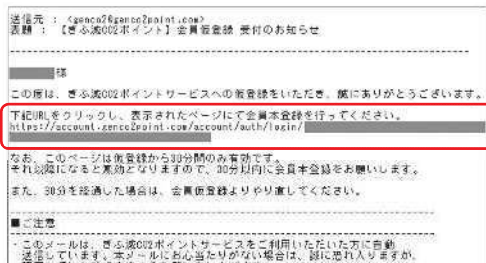 送信元 : <genco2@genco2point.com>
表題 : 【ぎふ減CO2ポイント】会員仮登録 受付のお知らせ
様
この度は、ぎふ減CO2ポイントサービスへの仮登録をいただき、誠にありがとうございます。
下記URLをクリックし、表示されたページにて会員本登録を行ってください。
https://account.genco2point.com/account/auth/login/
なお、このページは仮登録から30分間のみ有効です。
それ以降になると無効となりますので、30分以内に会員本登録をお願いします。
また、30分を経過した場合は、会員仮登録よりやり直してください。
■ご注意
・このメールは、ぎふ減CO2ポイントサービスをご利用いただいた方に自動
送信しています。本メールにお心当たりがない場合は、誠に恐れ入りますが、